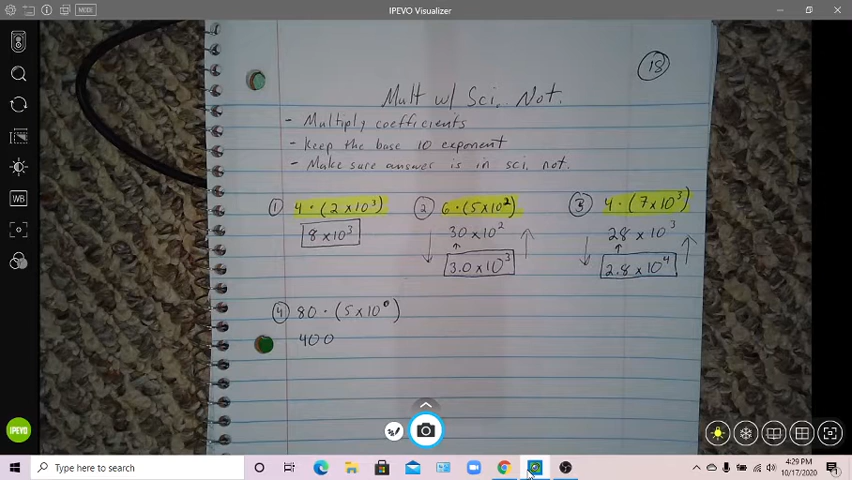 MODE
IPEVO Visualizer
18
Mult w/ Sci. Not.
- Multiply coefficients
- Keep the base 10 exponent
- Make sure answer is in sci. not.
① 4 · (2 x 10³)
8 x 10³
② 6 · (5 x 10²)
30 x 10²
3.0 x 10³
③ 4 · (7 x 10³)
28 x 10³
2.8 x 10⁴
④ 80 · (5 x 10⁰)
400
WB
IPEVO
Type here to search
4:29 PM
10/17/2020